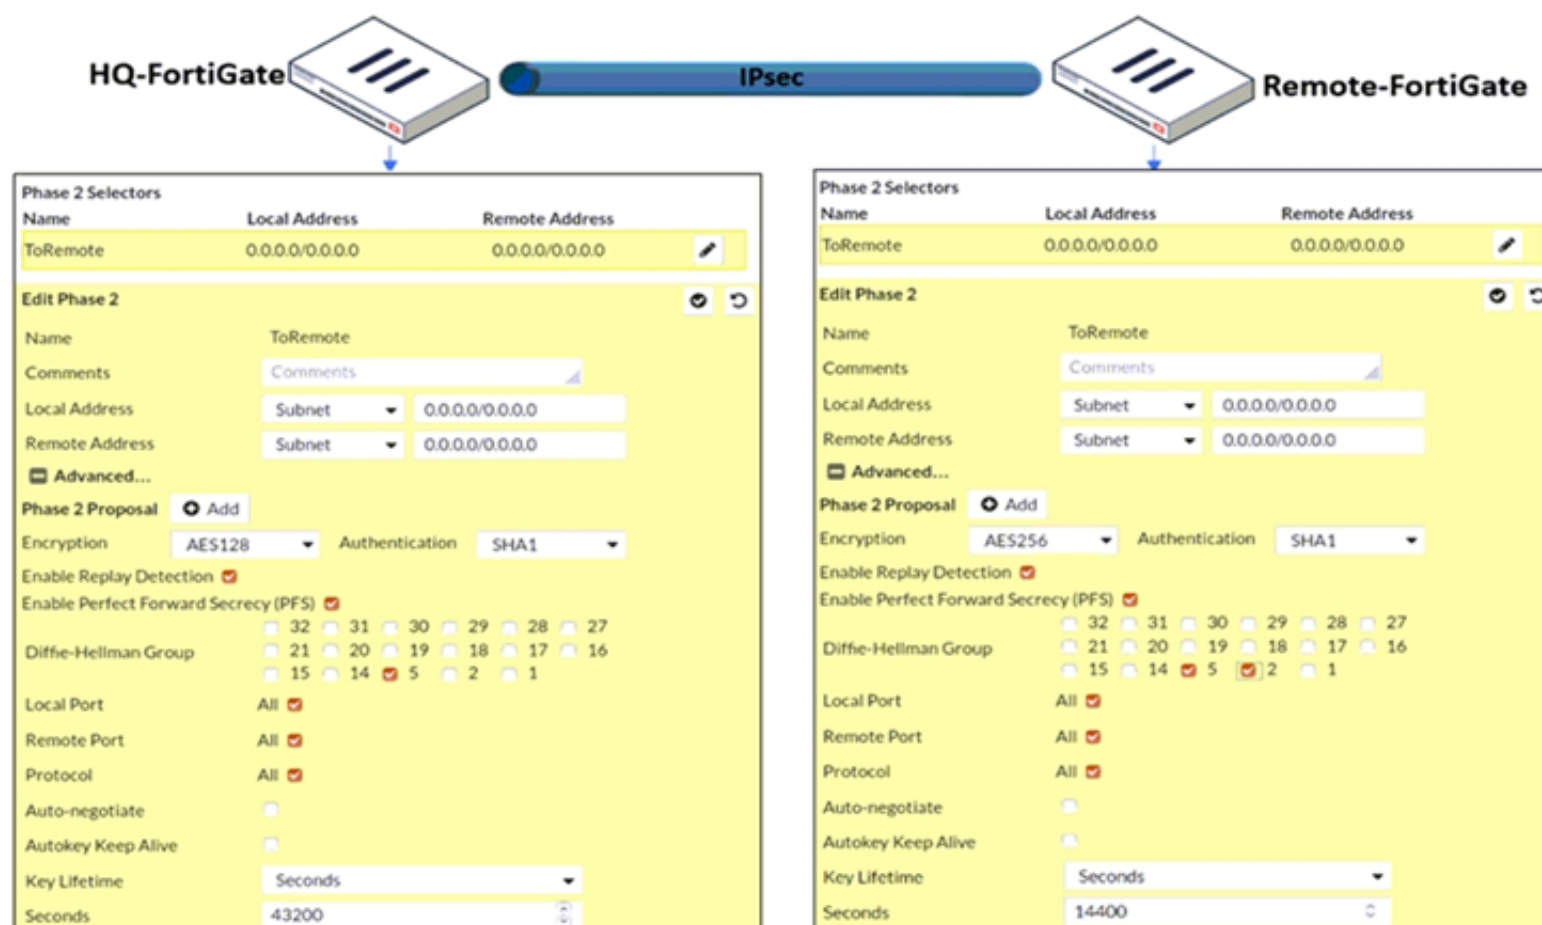 HQ-FortiGate
IPsec
Remote-FortiGate
Phase 2 Selectors
Name Local Address Remote Address
ToRemote 0.0.0.0/0.0.0.0 0.0.0.0/0.0.0.0
Edit Phase 2
Name ToRemote
Comments Comments
Local Address Subnet 0.0.0.0/0.0.0.0
Remote Address Subnet 0.0.0.0/0.0.0.0
Advanced...
Phase 2 Proposal Add
Encryption AES128 Authentication SHA1
Enable Replay Detection
Enable Perfect Forward Secrecy (PFS)
32 31 30 29 28 27
Diffie-Hellman Group 21 20 19 18 17 16
15 14 5 2 1
Local Port All
Remote Port All
Protocol All
Auto-negotiate
Autokey Keep Alive
Key Lifetime Seconds
Seconds 43200
Phase 2 Selectors
Name Local Address Remote Address
ToRemote 0.0.0.0/0.0.0.0 0.0.0.0/0.0.0.0
Edit Phase 2
Name ToRemote
Comments Comments
Local Address Subnet 0.0.0.0/0.0.0.0
Remote Address Subnet 0.0.0.0/0.0.0.0
Advanced...
Phase 2 Proposal Add
Encryption AES256 Authentication SHA1
Enable Replay Detection
Enable Perfect Forward Secrecy (PFS)
32 31 30 29 28 27
Diffie-Hellman Group 21 20 19 18 17 16
15 14 5 2 1
Local Port All
Remote Port All
Protocol All
Auto-negotiate
Autokey Keep Alive
Key Lifetime Seconds
Seconds 14400